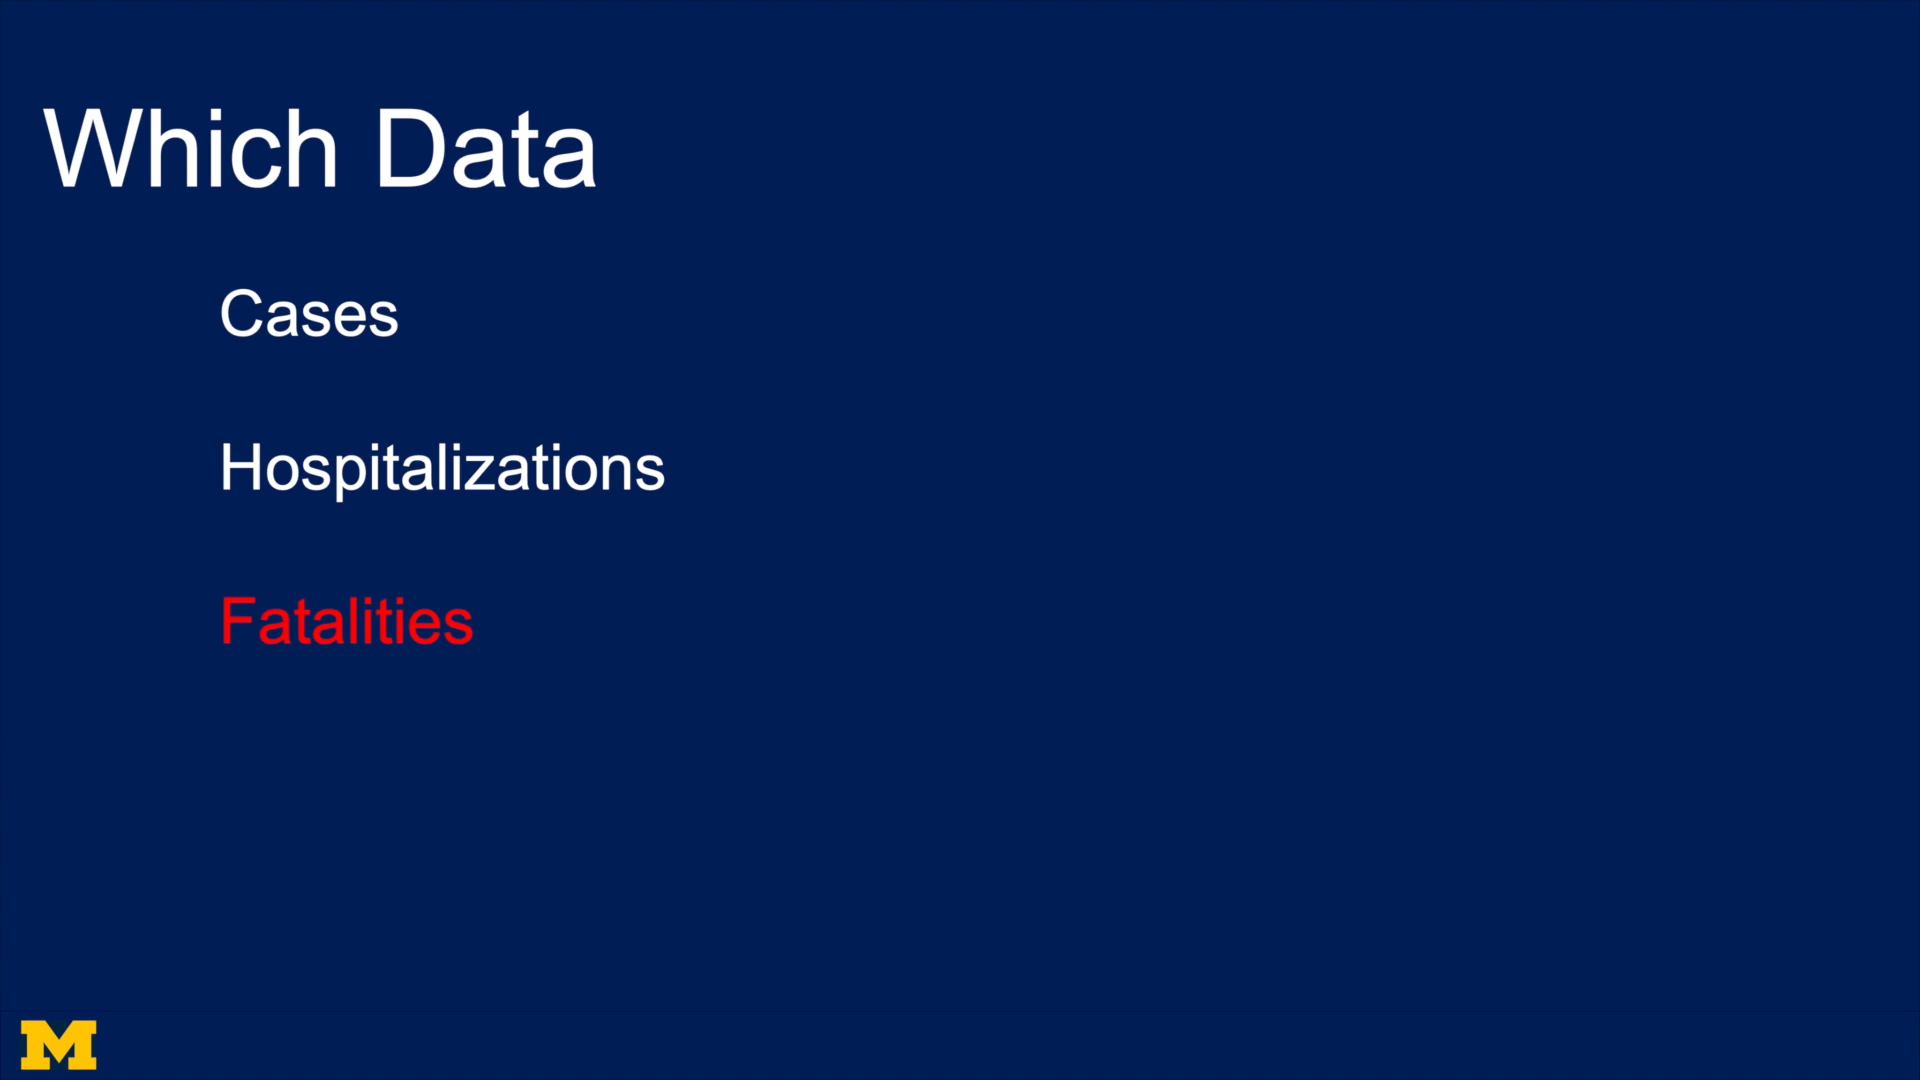 Which Data
Cases
Hospitalizations
Fatalities
M